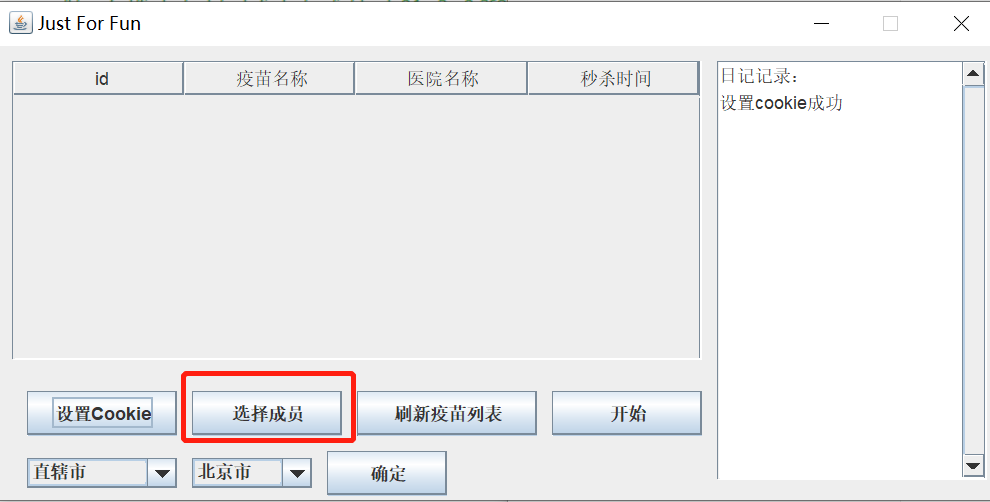 Just For Fun
id 疫苗名称 医院名称 秒杀时间
日记记录：
设置cookie成功
设置Cookie 选择成员 刷新疫苗列表 开始
直辖市 北京市 确定